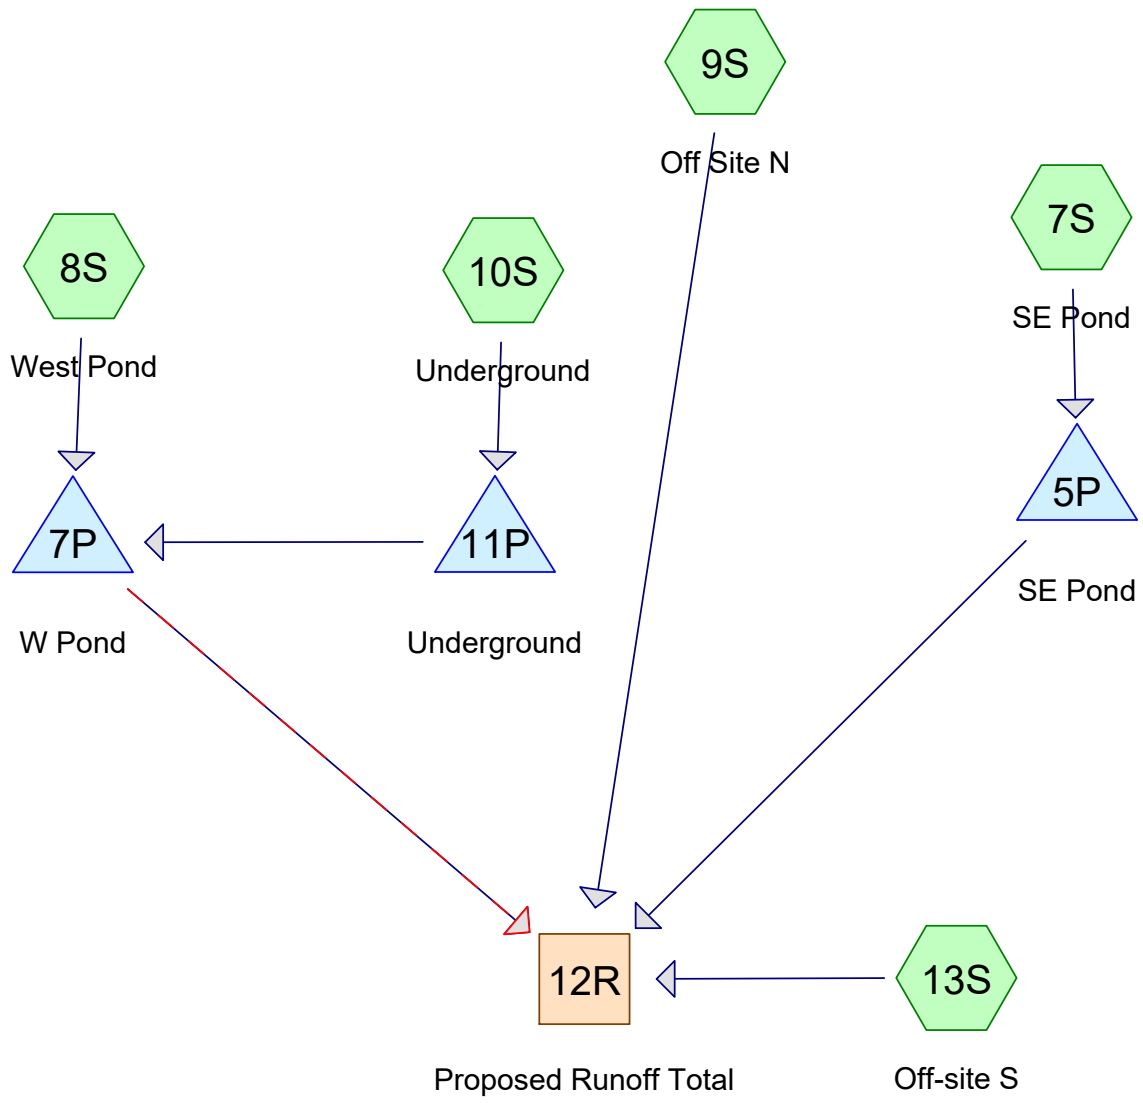 9S
Off Site N
7S
SE Pond
8S
West Pond
10S
Underground
5P
SE Pond
7P
W Pond
11P
Underground
12R
Proposed Runoff Total
13S
Off-site S